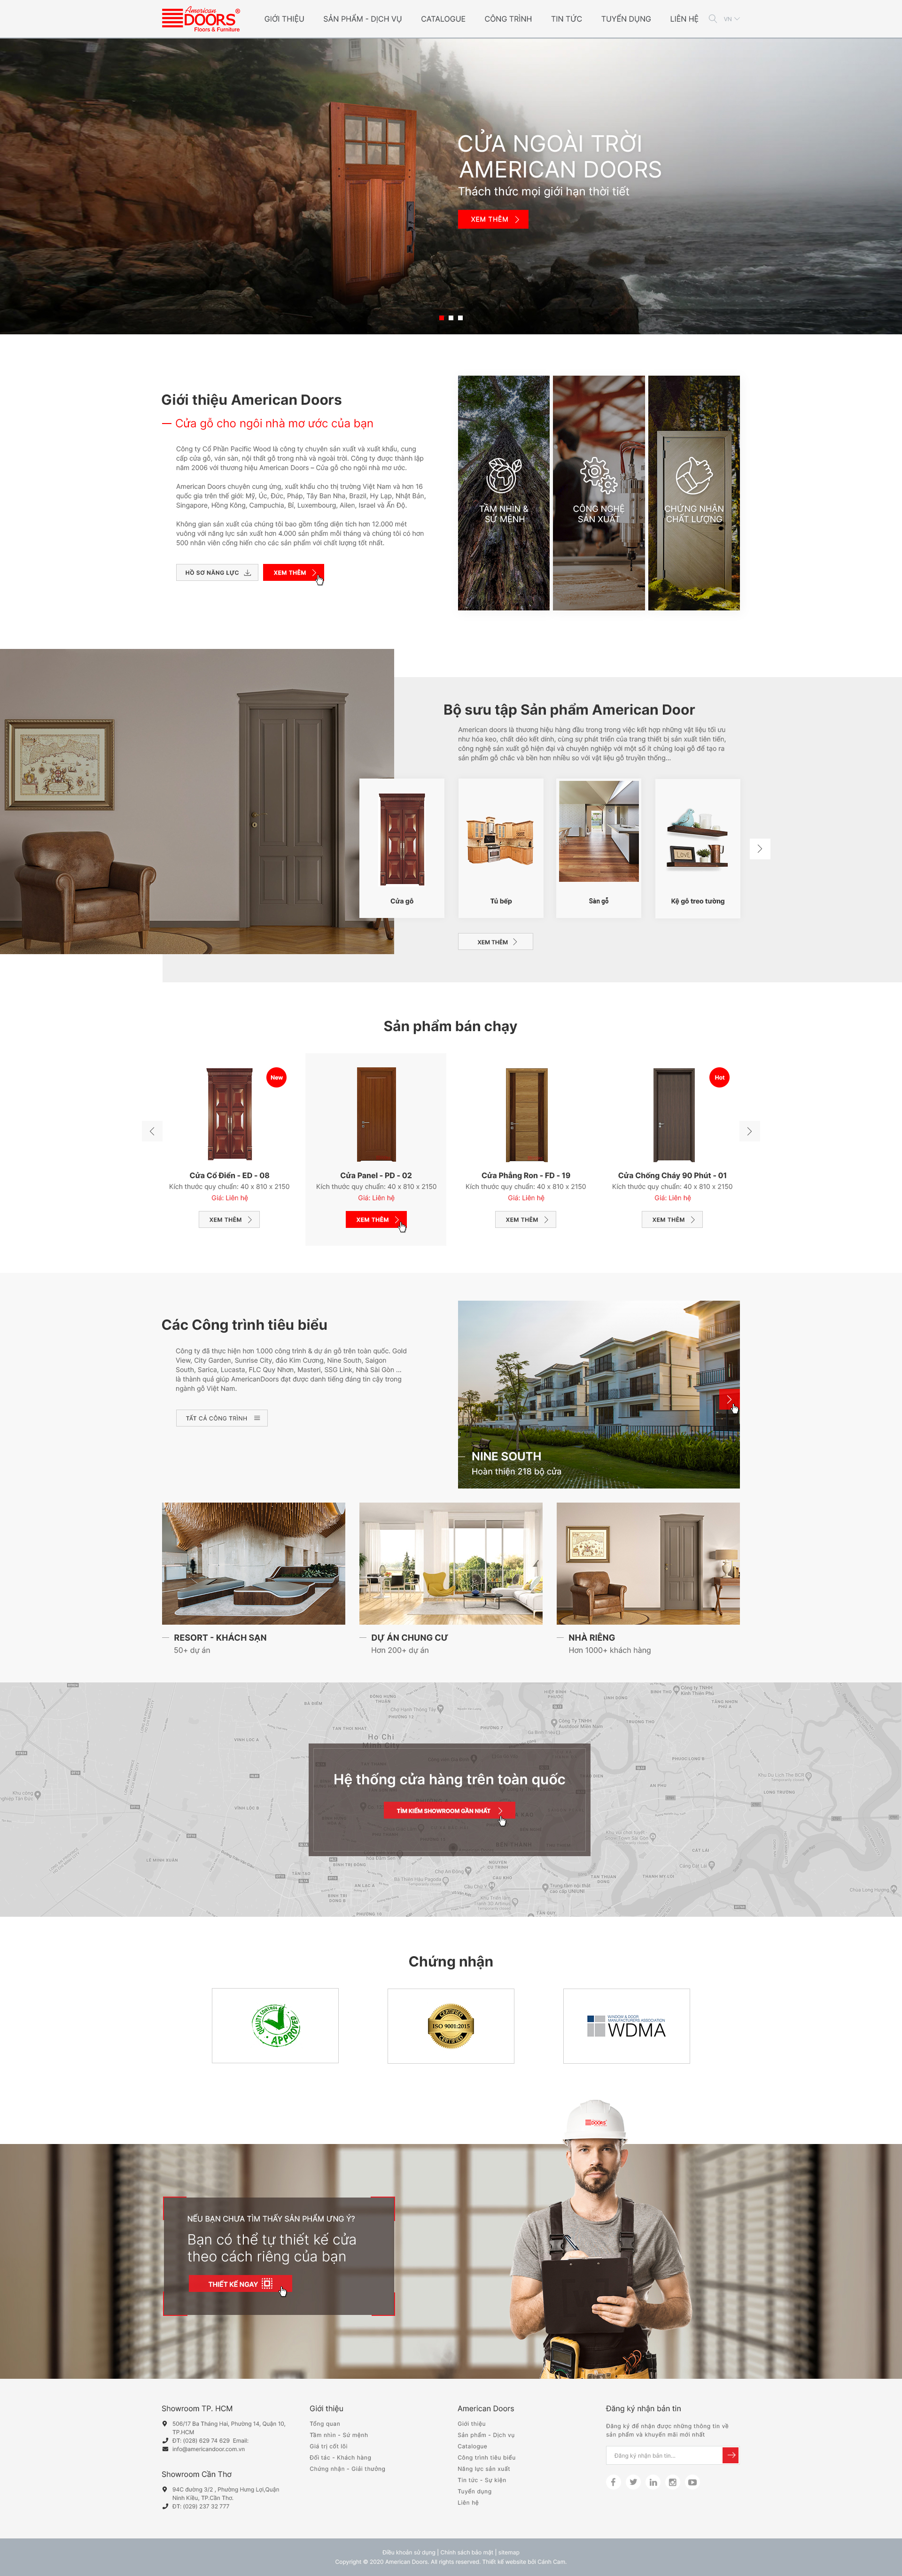 American
DOORS®
Floors & Furniture
GIỚI THIỆU
SẢN PHẨM - DỊCH VỤ
CATALOGUE
CÔNG TRÌNH
TIN TỨC
TUYỂN DỤNG
LIÊN HỆ
VN
CỬA NGOÀI TRỜI
AMERICAN DOORS
Thách thức mọi giới hạn thời tiết
XEM THÊM
Giới thiệu American Doors
— Cửa gỗ cho ngôi nhà mơ ước của bạn
Công ty Cổ Phần Pacific Wood là công ty chuyên sản xuất và xuất khẩu, cung
cấp cửa gỗ, ván sàn, nội thất gỗ trong nhà và ngoài trời. Công ty được thành lập
năm 2006 với thương hiệu American Doors – Cửa gỗ cho ngôi nhà mơ ước.
American Doors chuyên cung ứng, xuất khẩu cho thị trường Việt Nam và hơn 16
quốc gia trên thế giới: Mỹ, Úc, Đức, Pháp, Tây Ban Nha, Brazil, Hy Lạp, Nhật Bản,
Singapore, Hồng Kông, Campuchia, Bỉ, Luxembourg, Ailen, Israel và Ấn Độ.
Không gian sản xuất của chúng tôi bao gồm tổng diện tích hơn 12.000 mét
vuông với năng lực sản xuất hơn 4.000 sản phẩm mỗi tháng và chúng tôi có hơn
500 nhân viên cống hiến cho các sản phẩm với chất lượng tốt nhất.
HỒ SƠ NĂNG LỰC
XEM THÊM
TẦM NHÌN &
SỨ MỆNH
CÔNG NGHỆ
SẢN XUẤT
CHỨNG NHẬN
CHẤT LƯỢNG
Bộ sưu tập Sản phẩm American Door
American doors là thương hiệu hàng đầu trong trong việc kết hợp những vật liệu tối ưu
như hóa keo, chất dẻo kết dính, cùng sự phát triển của trang thiết bị sản xuất tiên tiến,
công nghệ sản xuất gỗ hiện đại và chuyên nghiệp với một số ít chủng loại gỗ để tạo ra
sản phẩm gỗ chắc và bền hơn nhiều so với vật liệu gỗ truyền thống...
Cửa gỗ
Tủ bếp
Sàn gỗ
Kệ gỗ treo tường
XEM THÊM
Sản phẩm bán chạy
New
Hot
Cửa Cổ Điển - ED - 08
Kích thước quy chuẩn: 40 x 810 x 2150
Giá: Liên hệ
XEM THÊM
Cửa Panel - PD - 02
Kích thước quy chuẩn: 40 x 810 x 2150
Giá: Liên hệ
XEM THÊM
Cửa Phẳng Ron - FD - 19
Kích thước quy chuẩn: 40 x 810 x 2150
Giá: Liên hệ
XEM THÊM
Cửa Chống Cháy 90 Phút - 01
Kích thước quy chuẩn: 40 x 810 x 2150
Giá: Liên hệ
XEM THÊM
Các Công trình tiêu biểu
Công ty đã thực hiện hơn 1.000 công trình & dự án gỗ trên toàn quốc. Gold
View, City Garden, Sunrise City, đảo Kim Cương, Nine South, Saigon
South, Sarica, Lucasta, FLC Quy Nhơn, Masteri, SSG Link, Nhà Sài Gòn ...
là thành quả giúp AmericanDoors đạt được danh tiếng đáng tin cậy trong
ngành gỗ Việt Nam.
TẤT CẢ CÔNG TRÌNH
NINE SOUTH
Hoàn thiện 218 bộ cửa
RESORT - KHÁCH SẠN
50+ dự án
DỰ ÁN CHUNG CƯ
Hơn 200+ dự án
NHÀ RIÊNG
Hơn 1000+ khách hàng
Ho Chi
Minh City
Hệ thống cửa hàng trên toàn quốc
TÌM KIẾM SHOWROOM GẦN NHẤT
Chứng nhận
QUALITY CONTROL
APPROVED
CERTIFIED
ISO 9001:2015
CERTIFIED
WINDOW & DOOR
MANUFACTURERS ASSOCIATION
WDMA
DOORS
NẾU BẠN CHƯA TÌM THẤY SẢN PHẨM ƯNG Ý?
Bạn có thể tự thiết kế cửa
theo cách riêng của bạn
THIẾT KẾ NGAY
Showroom TP. HCM
506/17 Ba Tháng Hai, Phường 14, Quận 10,
TP.HCM
ĐT: (028) 629 74 629 Email:
info@americandoor.com.vn
Showroom Cần Thơ
94C đường 3/2 , Phường Hưng Lợi,Quận
Ninh Kiều, TP.Cần Thơ.
ĐT: (029) 237 32 777
Giới thiệu
Tổng quan
Tầm nhìn - Sứ mệnh
Giá trị cốt lõi
Đối tác - Khách hàng
Chứng nhận - Giải thưởng
American Doors
Giới thiệu
Sản phẩm - Dịch vụ
Catalogue
Công trình tiêu biểu
Năng lực sản xuất
Tin tức - Sự kiện
Tuyển dụng
Liên hệ
Đăng ký nhận bản tin
Đăng ký để nhận được những thông tin về
sản phẩm và khuyến mãi mới nhất
Đăng ký nhận bản tin...
Điều khoản sử dụng | Chính sách bảo mật | sitemap
Copyright © 2020 American Doors. All rights reserved. Thiết kế website bởi Cánh Cam.